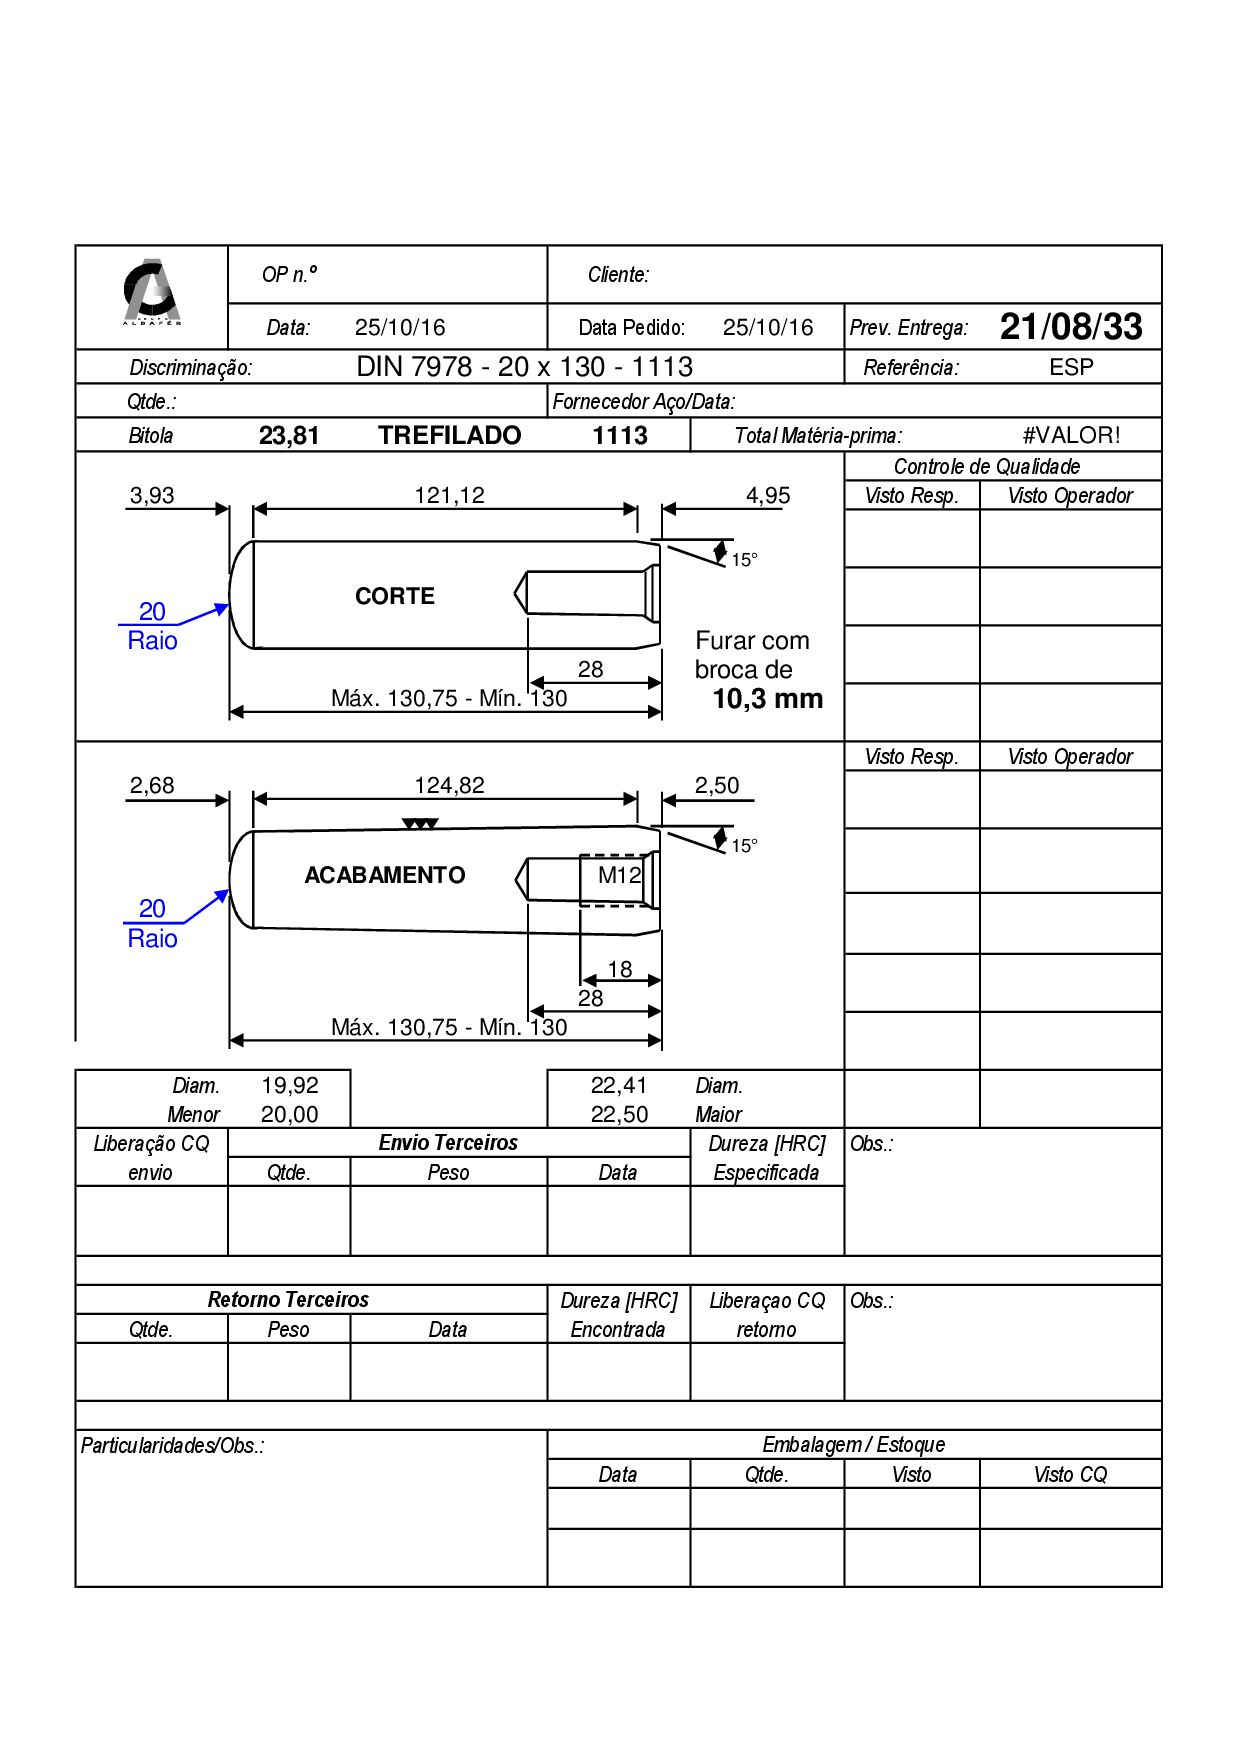 GRUPO
ALBAFER
OP n.º Cliente:
Data: 25/10/16 Data Pedido: 25/10/16 Prev. Entrega: 21/08/33
Discriminação: DIN 7978 - 20 x 130 - 1113 Referência: ESP
Qtde.: Fornecedor Aço/Data:
Bitola 23,81 TREFILADO 1113 Total Matéria-prima: #VALOR!
Controle de Qualidade
Visto Resp. Visto Operador
3,93 121,12 4,95
15°
CORTE
20
Raio
Furar com
broca de
10,3 mm
28
Máx. 130,75 - Mín. 130
Visto Resp. Visto Operador
2,68 124,82 2,50
15°
ACABAMENTO M12
20
Raio
18
28
Máx. 130,75 - Mín. 130
Diam. 19,92 22,41 Diam.
Menor 20,00 22,50 Maior
Liberação CQ Envio Terceiros Dureza [HRC] Obs.:
envio Qtde. Peso Data Especificada
Retorno Terceiros Dureza [HRC] Liberaçao CQ Obs.:
Qtde. Peso Data Encontrada retorno
Particularidades/Obs.: Embalagem / Estoque
Data Qtde. Visto Visto CQ